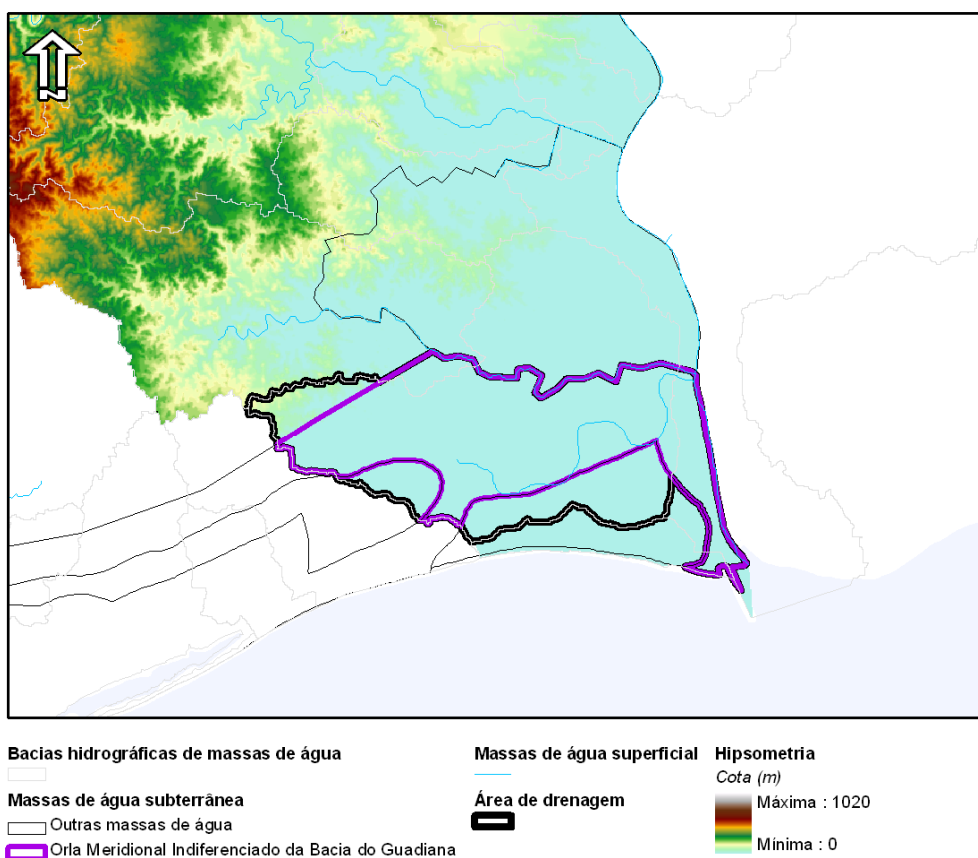 N
Bacias hidrográficas de massas de água
Massas de água subterrânea
Outras massas de água
Orla Meridional Indiferenciado da Bacia do Guadiana
Massas de água superficial
Área de drenagem
Hipsometria
Cota (m)
Máxima : 1020
Mínima : 0